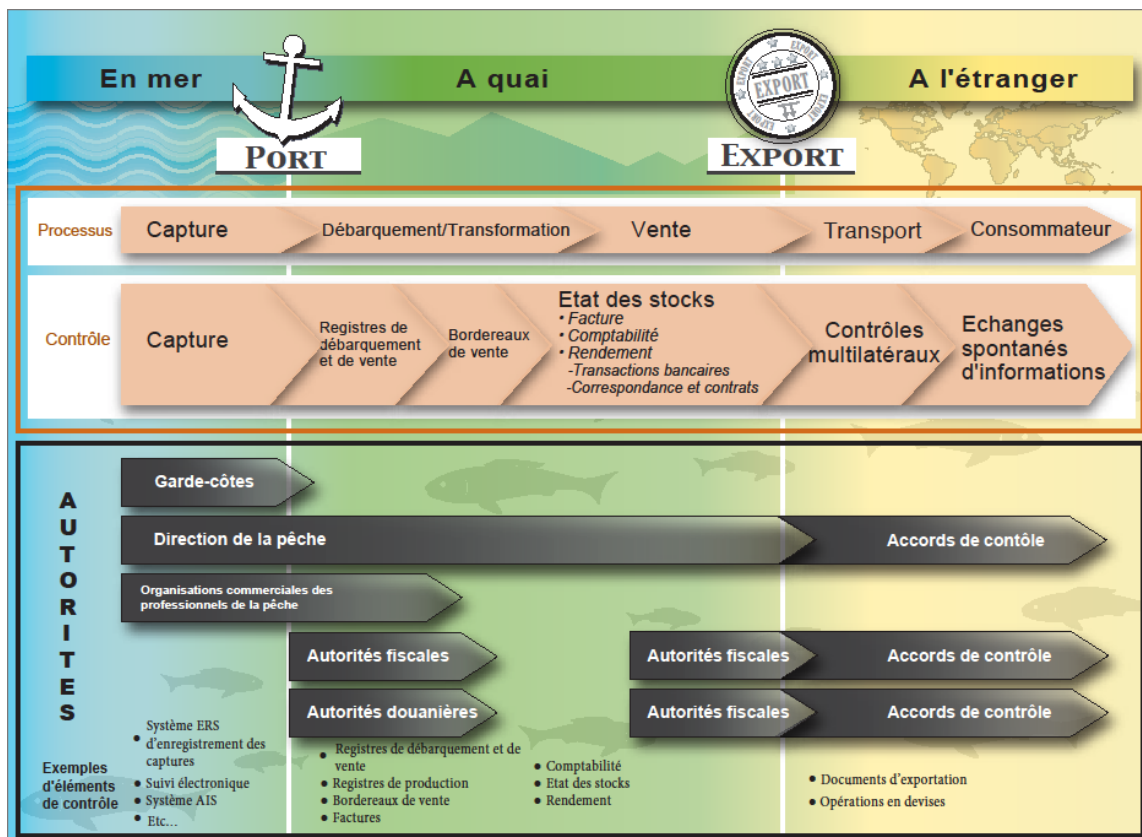 En mer
A quai
A l'étranger
EXPORT
EXPORT
EXPORT
EXPORT
EXPORT
PORT
EXPORT
Processus
Capture
Débarquement/Transformation
Vente
Transport
Consommateur
Contrôle
Capture
Registres de
débarquement
et de vente
Bordereaux
de vente
Etat des stocks
• Facture
• Comptabilité
• Rendement
-Transactions bancaires
-Correspondance et contrats
Contrôles
multilatéraux
Echanges
spontanés
d'informations
AUTORITES
Garde-côtes
Direction de la pêche
Accords de contôle
Organisations commerciales des
professionnels de la pêche
Autorités fiscales
Autorités fiscales
Accords de contrôle
Autorités douanières
Autorités fiscales
Accords de contrôle
Exemples
d'éléments
de contrôle
• Système ERS
d'enregistrement des
captures
• Suivi électronique
• Système AIS
• Etc…
• Registres de débarquement et de
vente
• Registres de production
• Bordereaux de vente
• Factures
• Comptabilité
• Etat des stocks
• Rendement
• Documents d'exportation
• Opérations en devises